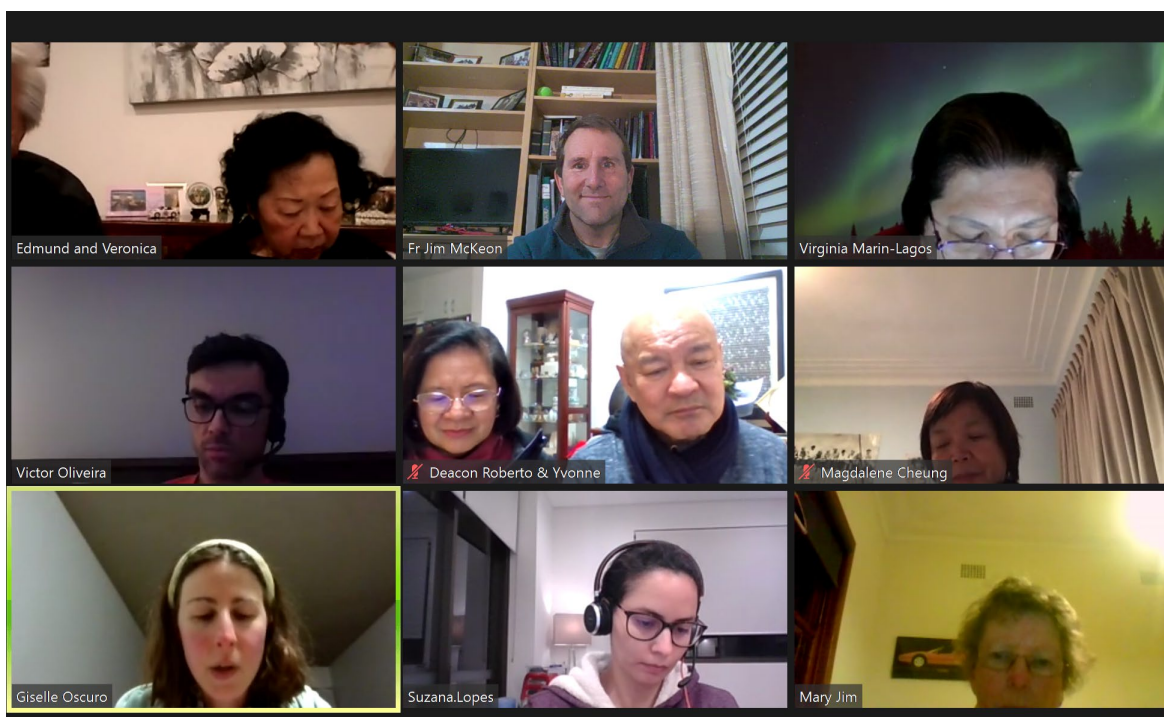 Edmund and Veronica
Fr Jim McKeon
Virginia Marin-Lagos
Victor Oliveira
Deacon Roberto & Yvonne
Magdalene Cheung
Giselle Oscuro
Suzana.Lopes
Mary Jim